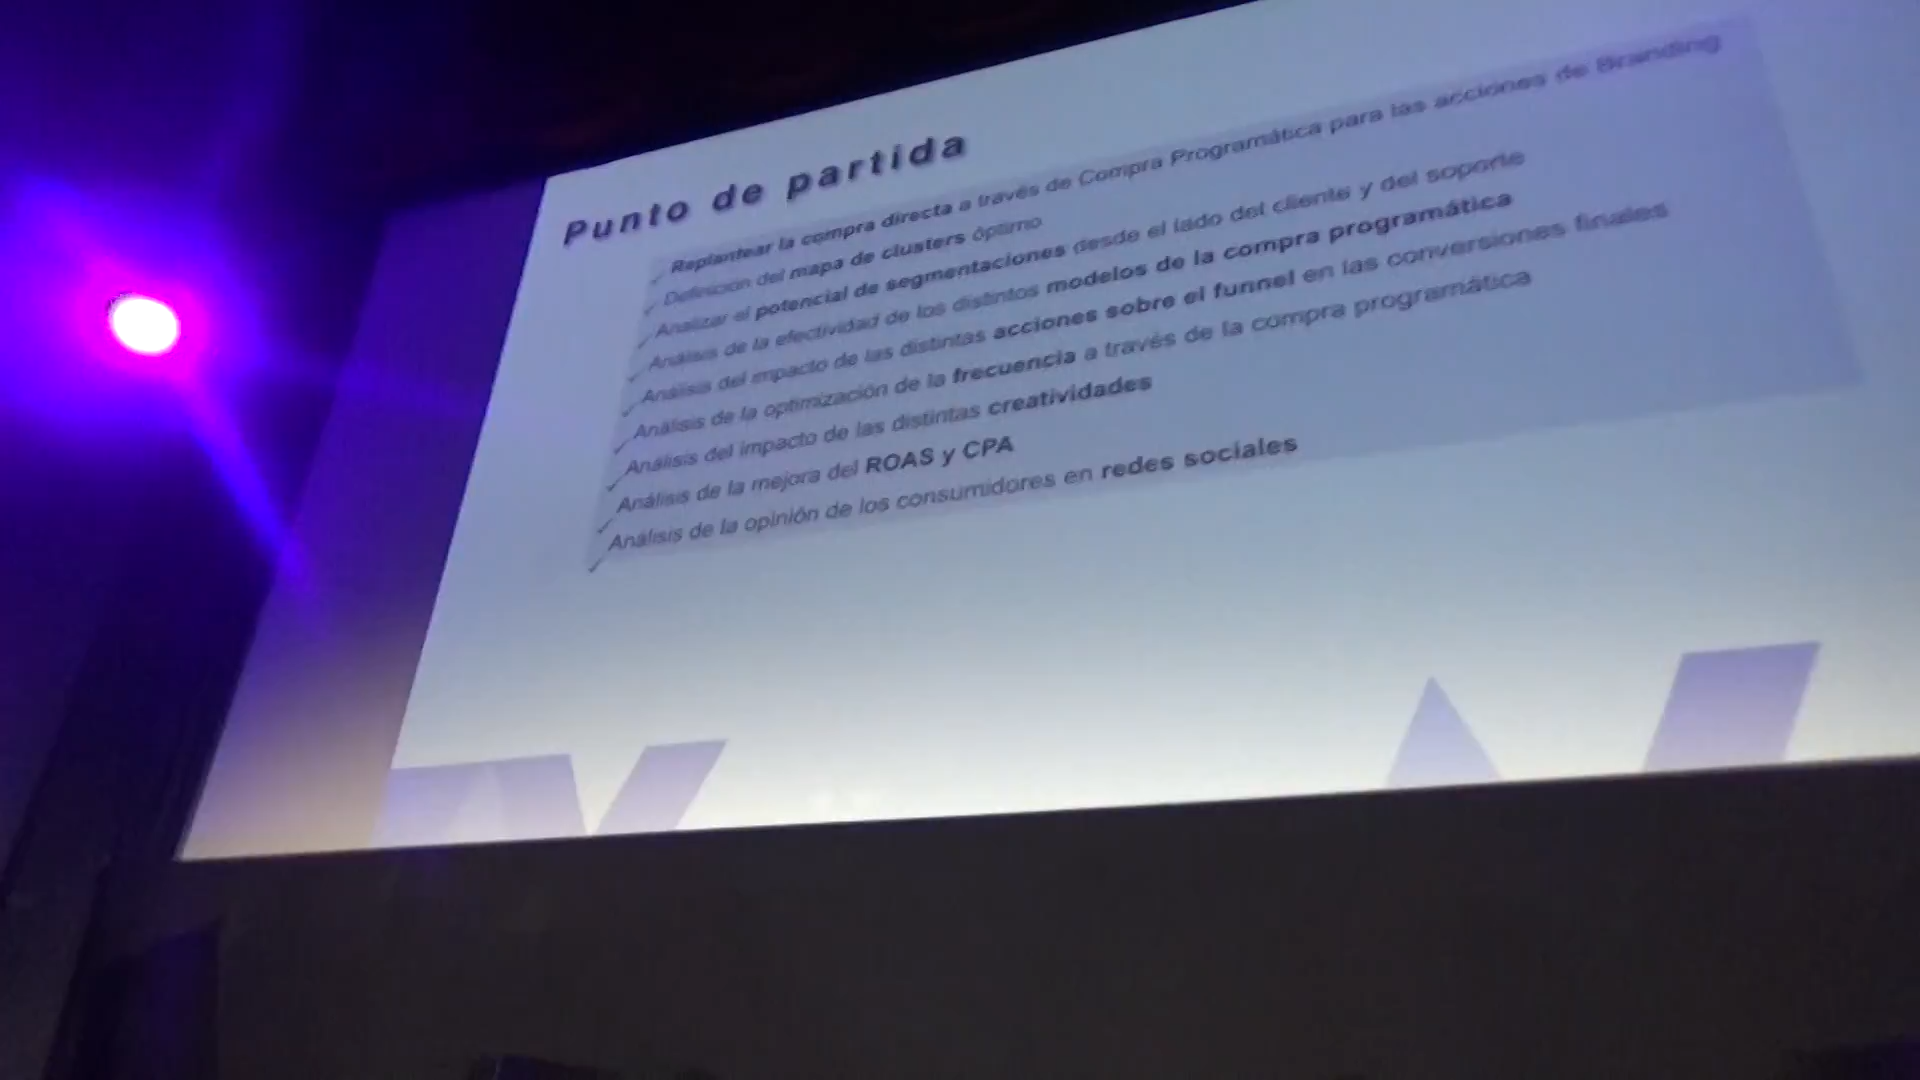 Punto de partida
✓ Replantear la compra directa a través de Compra Programática para las acciones de Branding
✓ Definición del mapa de clusters óptimo
✓ Analizar el potencial de segmentaciones desde el lado del cliente y del soporte
✓ Análisis de la efectividad de los distintos modelos de la compra programática
✓ Análisis del impacto de las distintas acciones sobre el funnel en las conversiones finales
✓ Análisis de la optimización de la frecuencia a través de la compra programática
✓ Análisis del impacto de las distintas creatividades
✓ Análisis de la mejora del ROAS y CPA
✓ Análisis de la opinión de los consumidores en redes sociales